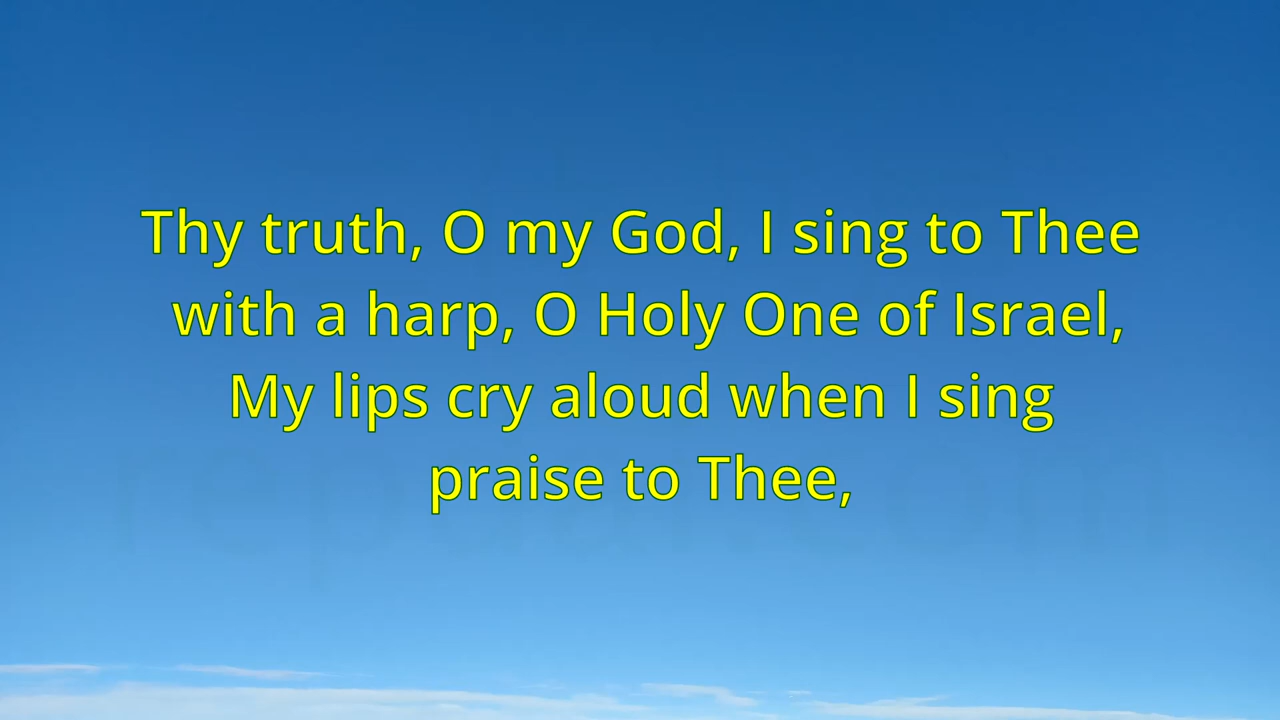 Thy truth, O my God, I sing to Thee
with a harp, O Holy One of Israel,
My lips cry aloud when I sing
praise to Thee,